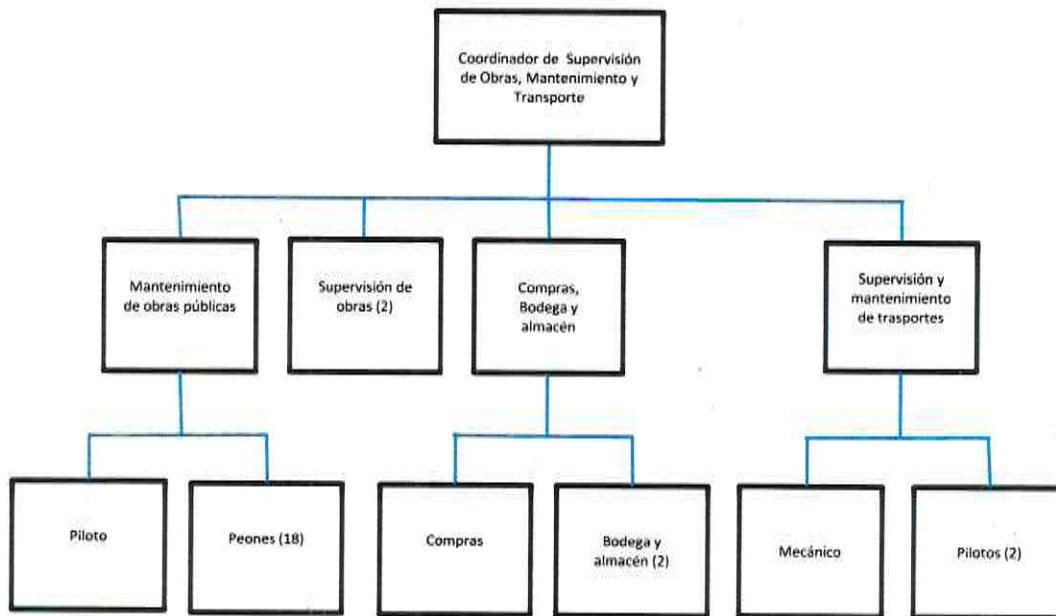 Coordinador de Supervisión
de Obras, Mantenimiento y
Transporte
Mantenimiento
de obras públicas
Supervisión de
obras (2)
Compras,
Bodega y
almacén
Supervisión y
mantenimiento
de trasportes
Piloto
Peones (18)
Compras
Bodega y
almacén (2)
Mecánico
Pilotos (2)